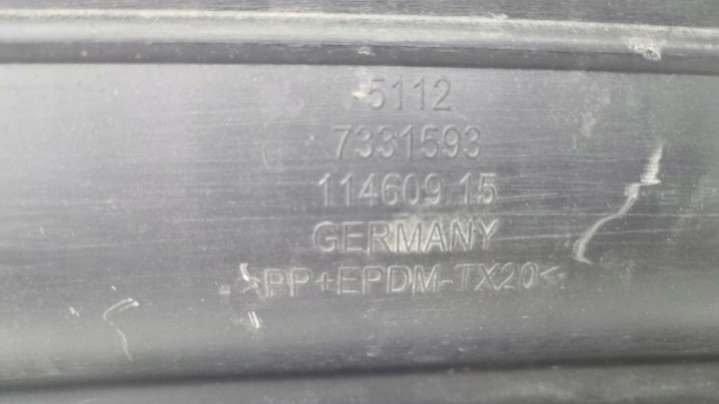 5112
7331593
114609.15
GERMANY
>PP+EPDM-TX20<